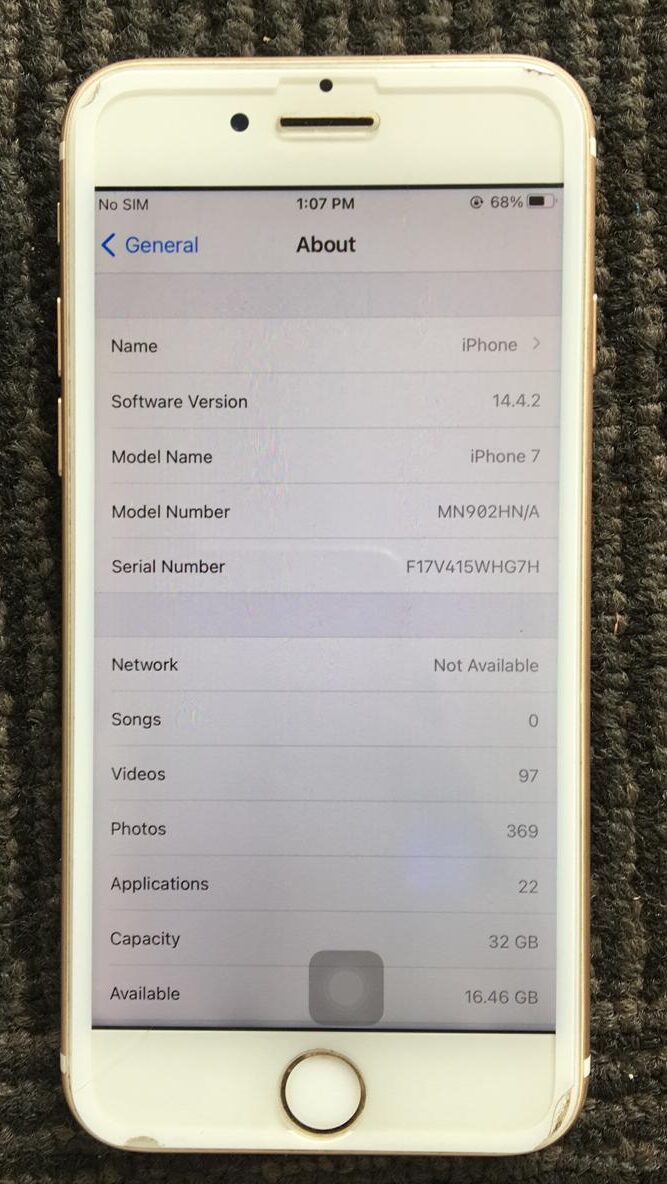 No SIM 1:07 PM 68%
General About
Name iPhone
Software Version 14.4.2
Model Name iPhone 7
Model Number MN902HN/A
Serial Number F17V415WHG7H
Network Not Available
Songs 0
Videos 97
Photos 369
Applications 22
Capacity 32 GB
Available 16.46 GB